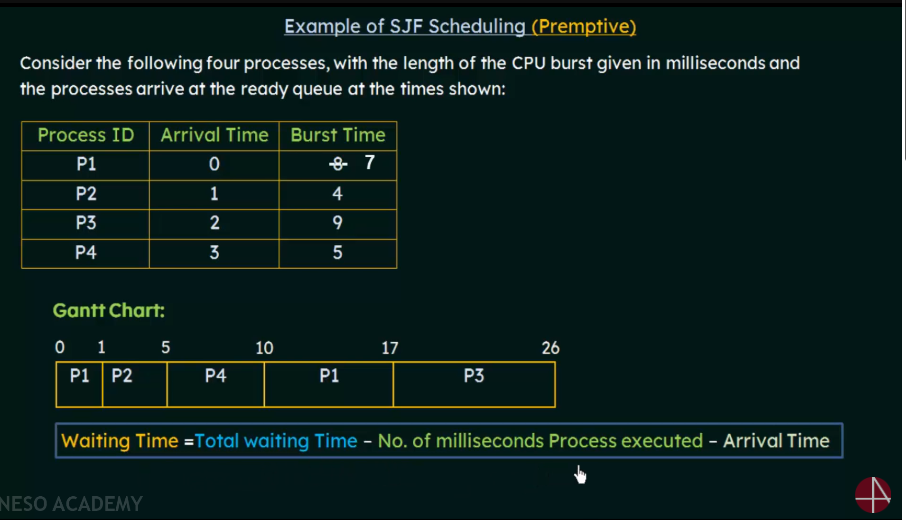 Example of SJF Scheduling (Premptive)
Consider the following four processes, with the length of the CPU burst given in milliseconds and
the processes arrive at the ready queue at the times shown:
Process ID Arrival Time Burst Time
P1 0 8 7
P2 1 4
P3 2 9
P4 3 5
Gantt Chart:
0 1 5 10 17 26
P1 P2 P4 P1 P3
Waiting Time =Total waiting Time – No. of milliseconds Process executed – Arrival Time
NESO ACADEMY